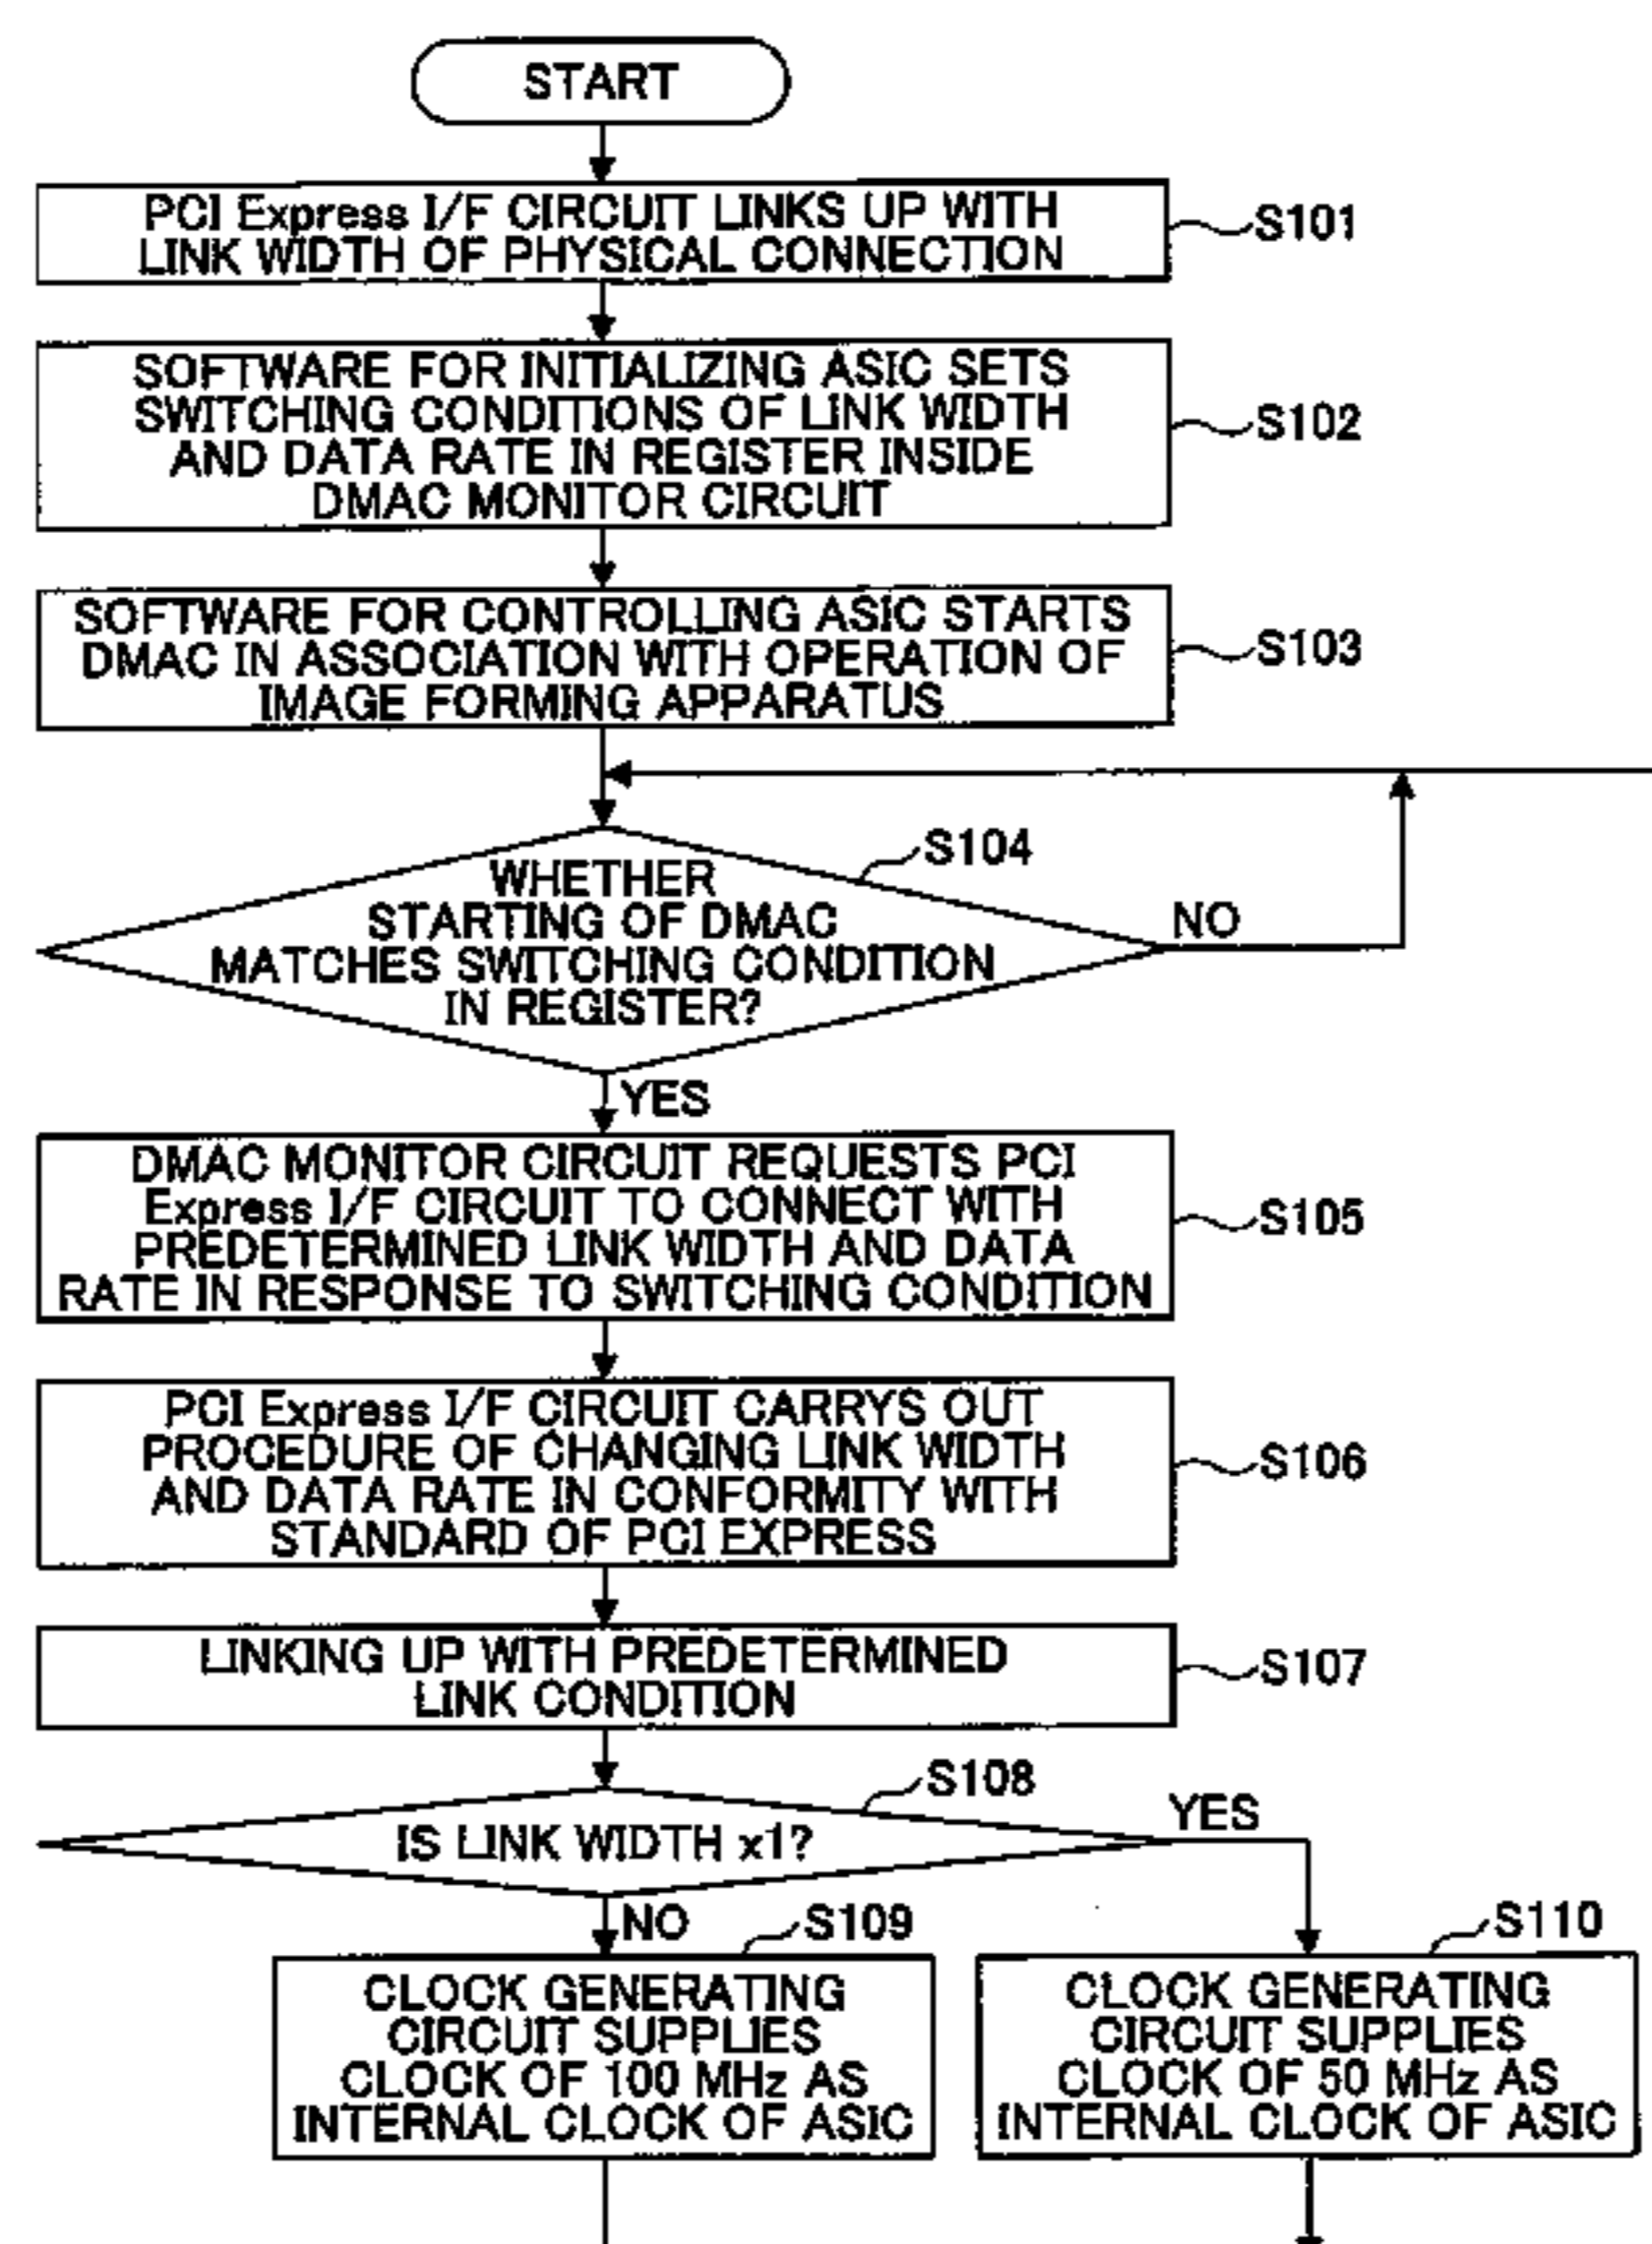 START
PCI Express I/F CIRCUIT LINKS UP WITH
LINK WIDTH OF PHYSICAL CONNECTION
S101
SOFTWARE FOR INITIALIZING ASIC SETS
SWITCHING CONDITIONS OF LINK WIDTH
AND DATA RATE IN REGISTER INSIDE
DMAC MONITOR CIRCUIT
S102
SOFTWARE FOR CONTROLLING ASIC STARTS
DMAC IN ASSOCIATION WITH OPERATION OF
IMAGE FORMING APPARATUS
S103
S104
WHETHER
STARTING OF DMAC
MATCHES SWITCHING CONDITION
IN REGISTER?
NO
YES
DMAC MONITOR CIRCUIT REQUESTS PCI
Express I/F CIRCUIT TO CONNECT WITH
PREDETERMINED LINK WIDTH AND DATA
RATE IN RESPONSE TO SWITCHING CONDITION
S105
PCI Express I/F CIRCUIT CARRYS OUT
PROCEDURE OF CHANGING LINK WIDTH
AND DATA RATE IN CONFORMITY WITH
STANDARD OF PCI EXPRESS
S106
LINKING UP WITH PREDETERMINED
LINK CONDITION
S107
S108
IS LINK WIDTH x1?
YES
NO
S109
CLOCK GENERATING
CIRCUIT SUPPLIES
CLOCK OF 100 MHz AS
INTERNAL CLOCK OF ASIC
S110
CLOCK GENERATING
CIRCUIT SUPPLIES
CLOCK OF 50 MHz AS
INTERNAL CLOCK OF ASIC